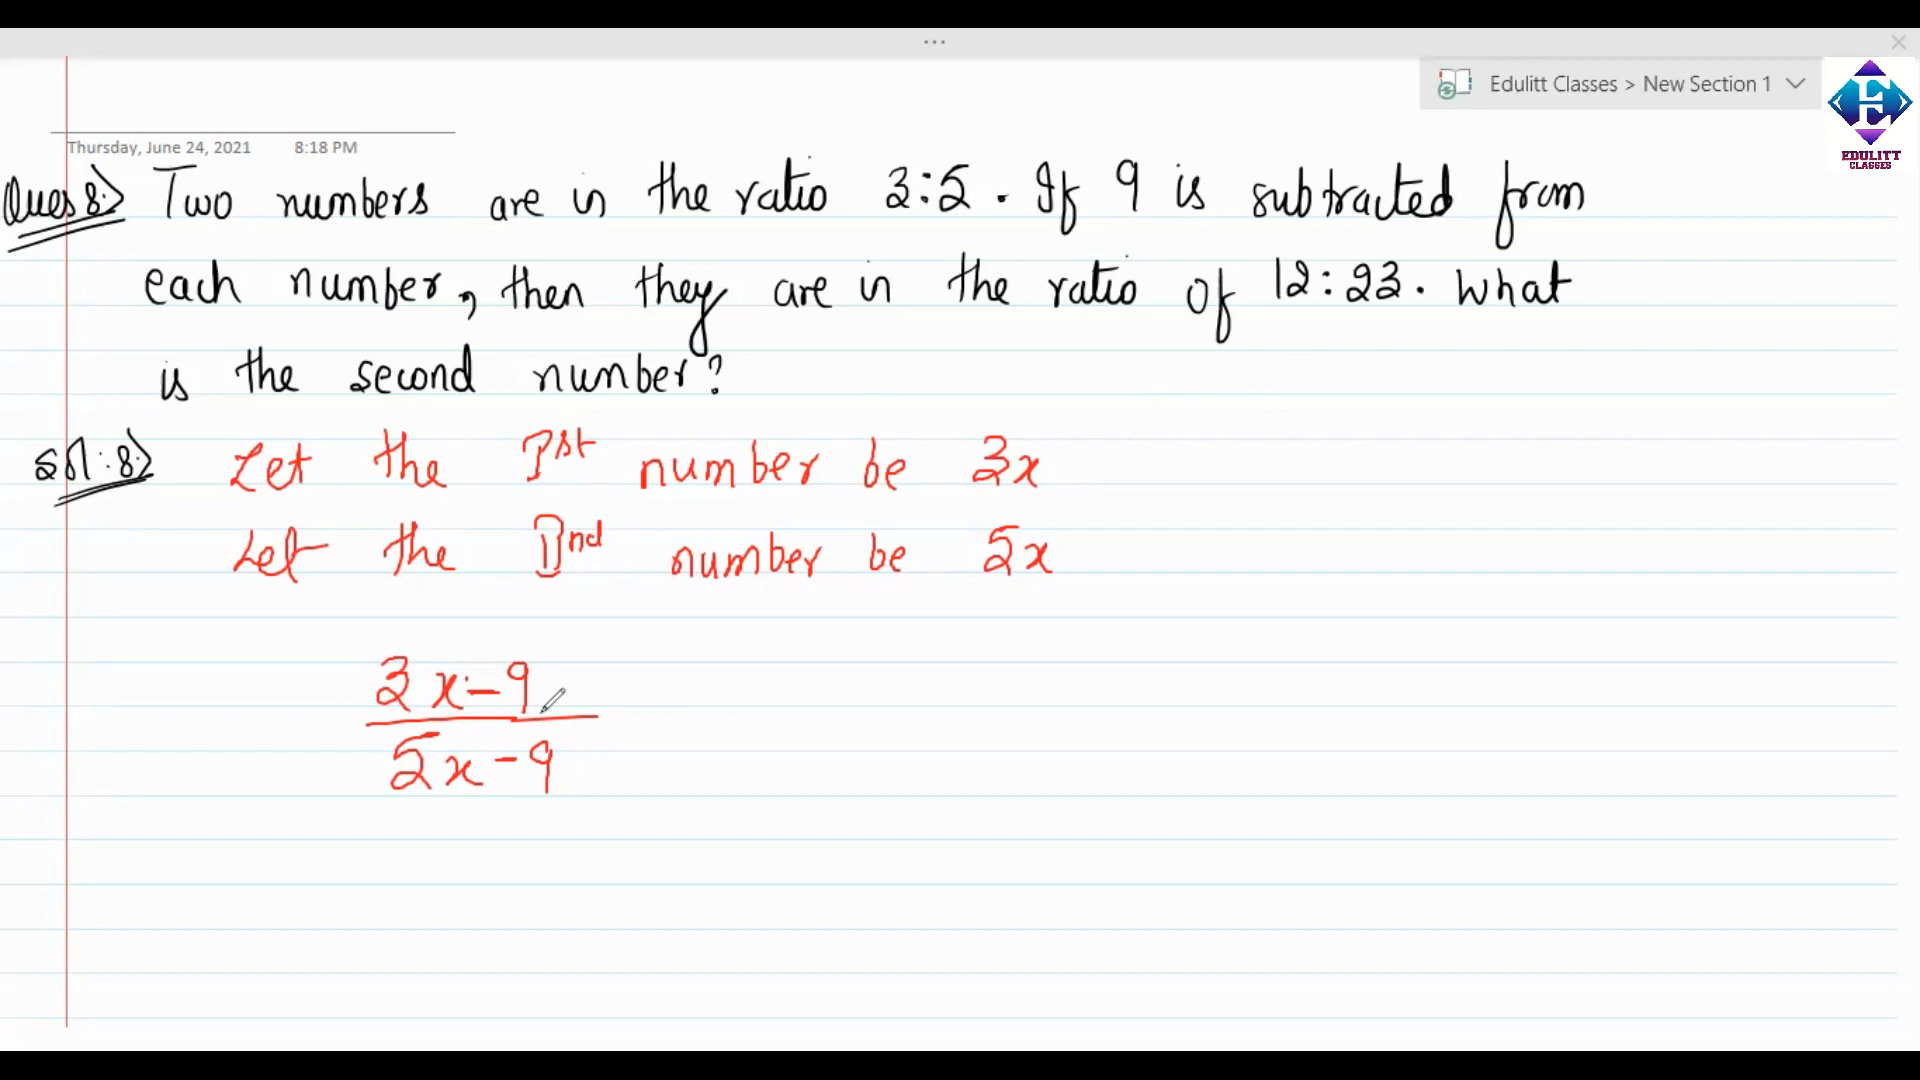 ...
Edulitt Classes > New Section 1
EDULITT
CLASSES
Thursday, June 24, 2021 8:18 PM
Ques 8:) Two numbers are in the ratio 3:5. If 9 is subtracted from
each number, then they are in the ratio of 12:23. What
is the second number?
Sol:8:) Let the Ist number be 3x
Let the IInd number be 5x
3x-9
5x-9